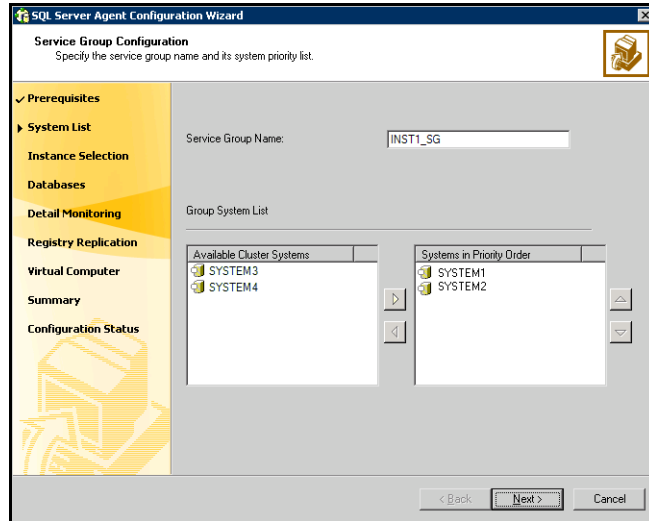 SQL Server Agent Configuration Wizard
Service Group Configuration
Specify the service group name and its system priority list.
Prerequisites
System List
Instance Selection
Databases
Detail Monitoring
Registry Replication
Virtual Computer
Summary
Configuration Status
Service Group Name:
INST1_SG
Group System List
Available Cluster Systems
SYSTEM3
SYSTEM4
Systems in Priority Order
SYSTEM1
SYSTEM2
< Back
Next >
Cancel